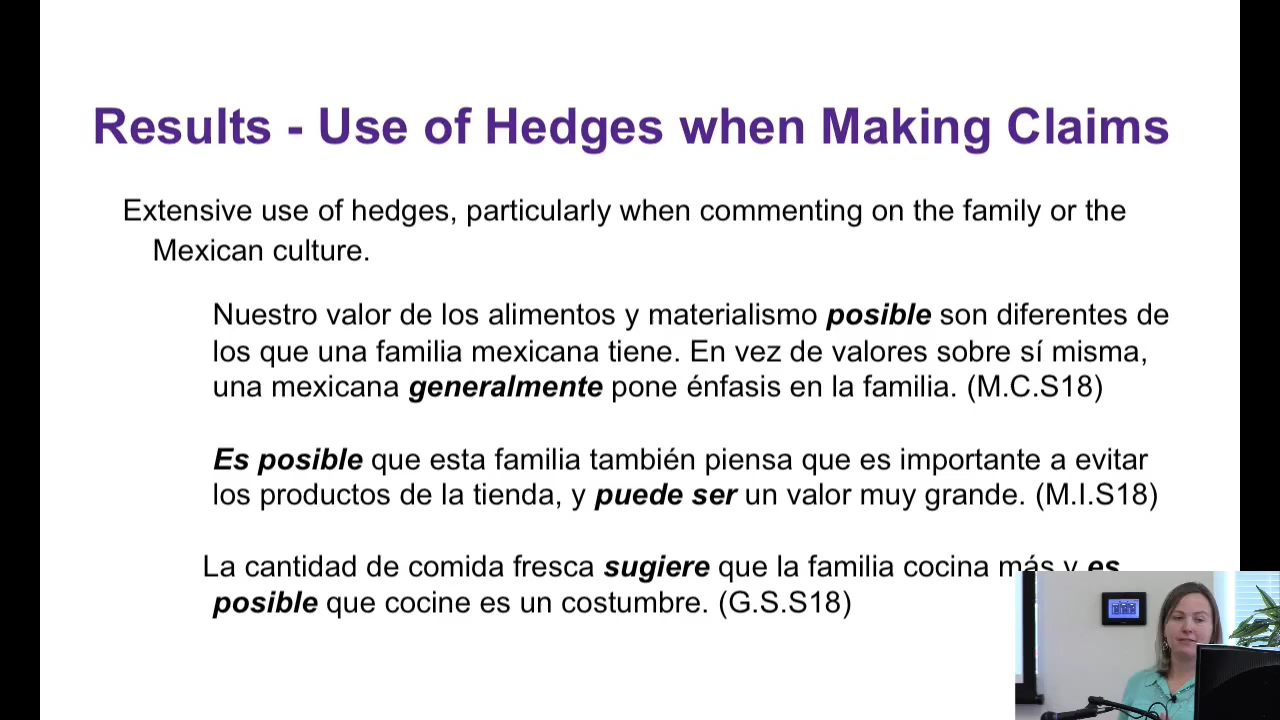 Results - Use of Hedges when Making Claims
Extensive use of hedges, particularly when commenting on the family or the
Mexican culture.
Nuestro valor de los alimentos y materialismo posible son diferentes de
los que una familia mexicana tiene. En vez de valores sobre sí misma,
una mexicana generalmente pone énfasis en la familia. (M.C.S18)
Es posible que esta familia también piensa que es importante a evitar
los productos de la tienda, y puede ser un valor muy grande. (M.I.S18)
La cantidad de comida fresca sugiere que la familia cocina más y es
posible que cocine es un costumbre. (G.S.S18)